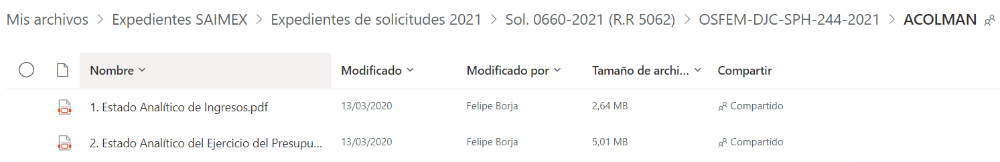 Mis archivos > Expedientes SAIMEX > Expedientes de solicitudes 2021 > Sol. 0660-2021 (R.R 5062) > OSFEM-DJC-SPH-244-2021 > ACOLMAN
Nombre Modificado Modificado por Tamaño de archi... Compartir
1. Estado Analítico de Ingresos.pdf 13/03/2020 Felipe Borja 2,64 MB Compartido
2. Estado Analítico del Ejercicio del Presupu... 13/03/2020 Felipe Borja 5,01 MB Compartido